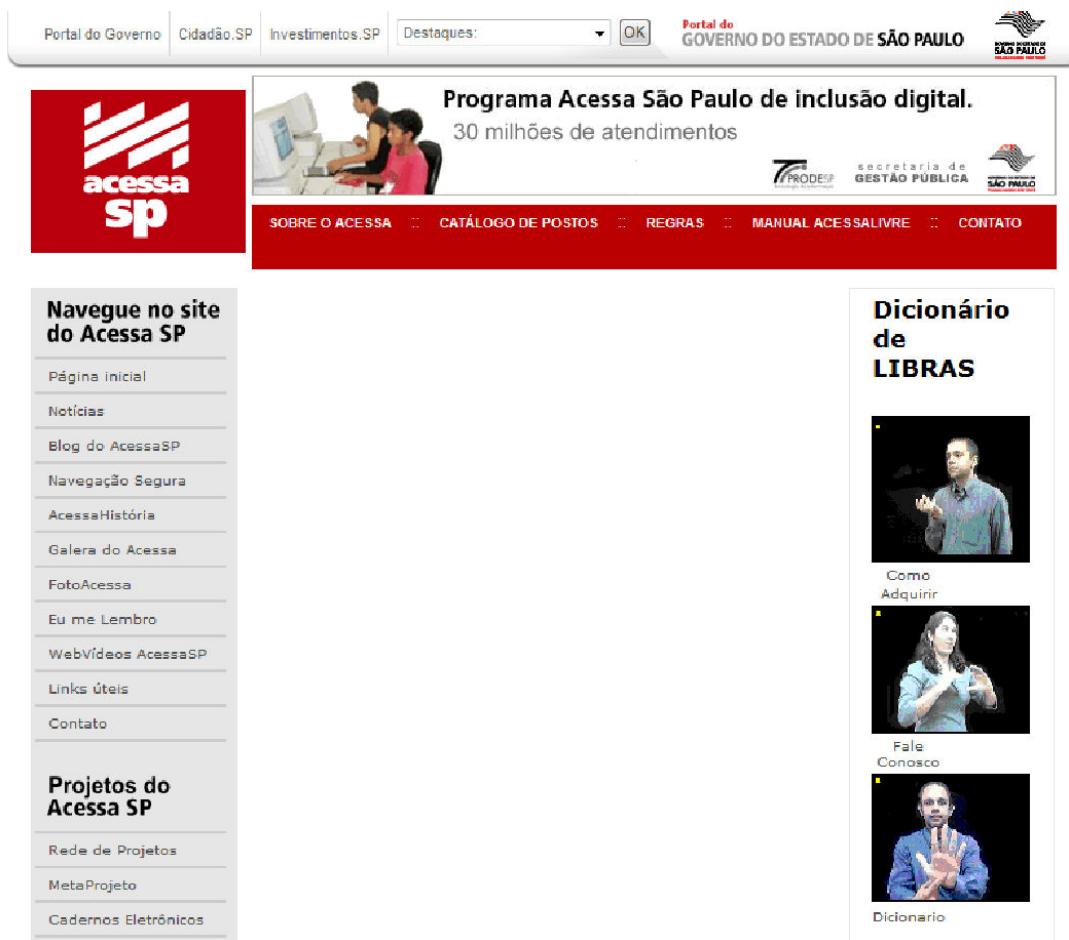 Portal do Governo
Cidadão.SP
Investimentos.SP
Destaques:
OK
Portal do
GOVERNO DO ESTADO DE SÃO PAULO
SÃO PAULO
acessa
sp
Programa Acessa São Paulo de inclusão digital.
30 milhões de atendimentos
PRODESP
secretaria de
GESTÃO PÚBLICA
SÃO PAULO
SOBRE O ACESSA :: CATÁLOGO DE POSTOS :: REGRAS :: MANUAL ACESSALIVRE :: CONTATO
Navegue no site
do Acessa SP
Página inicial
Notícias
Blog do AcessaSP
Navegação Segura
AcessaHistória
Galera do Acessa
FotoAcessa
Eu me Lembro
WebVídeos AcessaSP
Links úteis
Contato
Projetos do
Acessa SP
Rede de Projetos
MetaProjeto
Cadernos Eletrônicos
Dicionário
de
LIBRAS
Como
Adquirir
Fale
Conosco
Dicionario